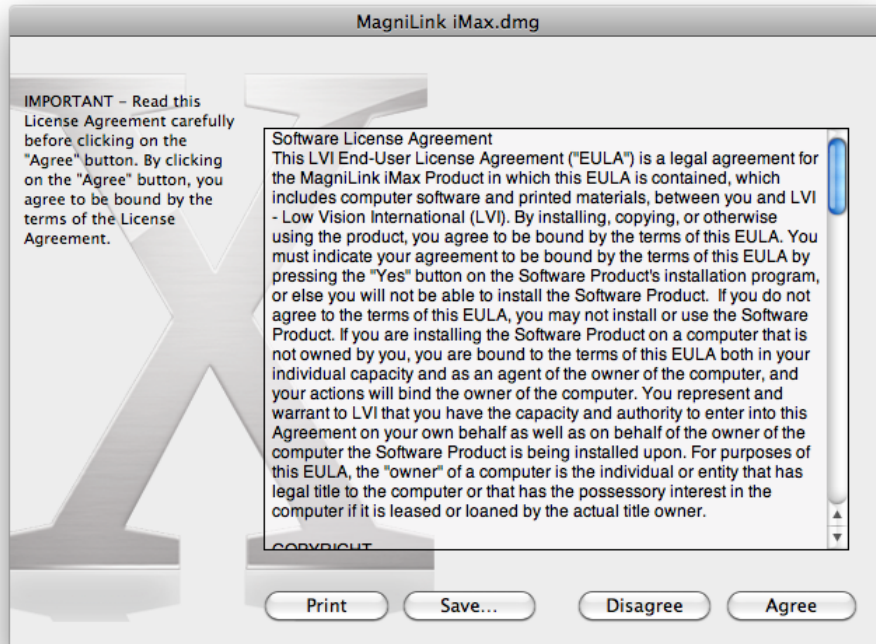 MagniLink iMax.dmg
IMPORTANT – Read this
License Agreement carefully
before clicking on the
"Agree" button. By clicking
on the "Agree" button, you
agree to be bound by the
terms of the License
Agreement.
Software License Agreement
This LVI End-User License Agreement ("EULA") is a legal agreement for
the MagniLink iMax Product in which this EULA is contained, which
includes computer software and printed materials, between you and LVI
- Low Vision International (LVI). By installing, copying, or otherwise
using the product, you agree to be bound by the terms of this EULA. You
must indicate your agreement to be bound by the terms of this EULA by
pressing the "Yes" button on the Software Product's installation program,
or else you will not be able to install the Software Product.  If you do not
agree to the terms of this EULA, you may not install or use the Software
Product. If you are installing the Software Product on a computer that is
not owned by you, you are bound to the terms of this EULA both in your
individual capacity and as an agent of the owner of the computer, and
your actions will bind the owner of the computer. You represent and
warrant to LVI that you have the capacity and authority to enter into this
Agreement on your own behalf as well as on behalf of the owner of the
computer the Software Product is being installed upon. For purposes of
this EULA, the "owner" of a computer is the individual or entity that has
legal title to the computer or that has the possessory interest in the
computer if it is leased or loaned by the actual title owner.
COPYRIGHT
Print
Save...
Disagree
Agree